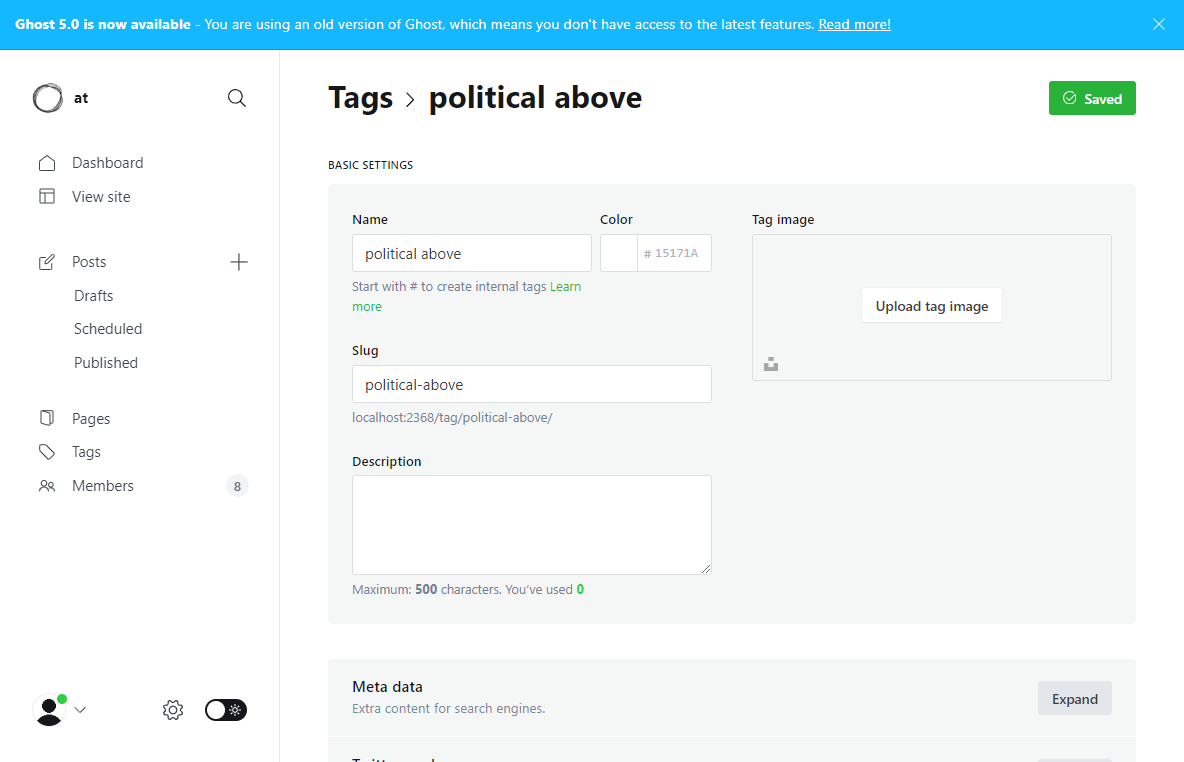 Ghost 5.0 is now available - You are using an old version of Ghost, which means you don't have access to the latest features. Read more!
at
Dashboard
View site
Posts
Drafts
Scheduled
Published
Pages
Tags
Members 8
Tags > political above
Saved
BASIC SETTINGS
Name
political above
Start with # to create internal tags Learn
more
Color
# 15171A
Slug
political-above
localhost:2368/tag/political-above/
Description
Maximum: 500 characters. You've used 0
Tag image
Upload tag image
Meta data
Extra content for search engines.
Expand